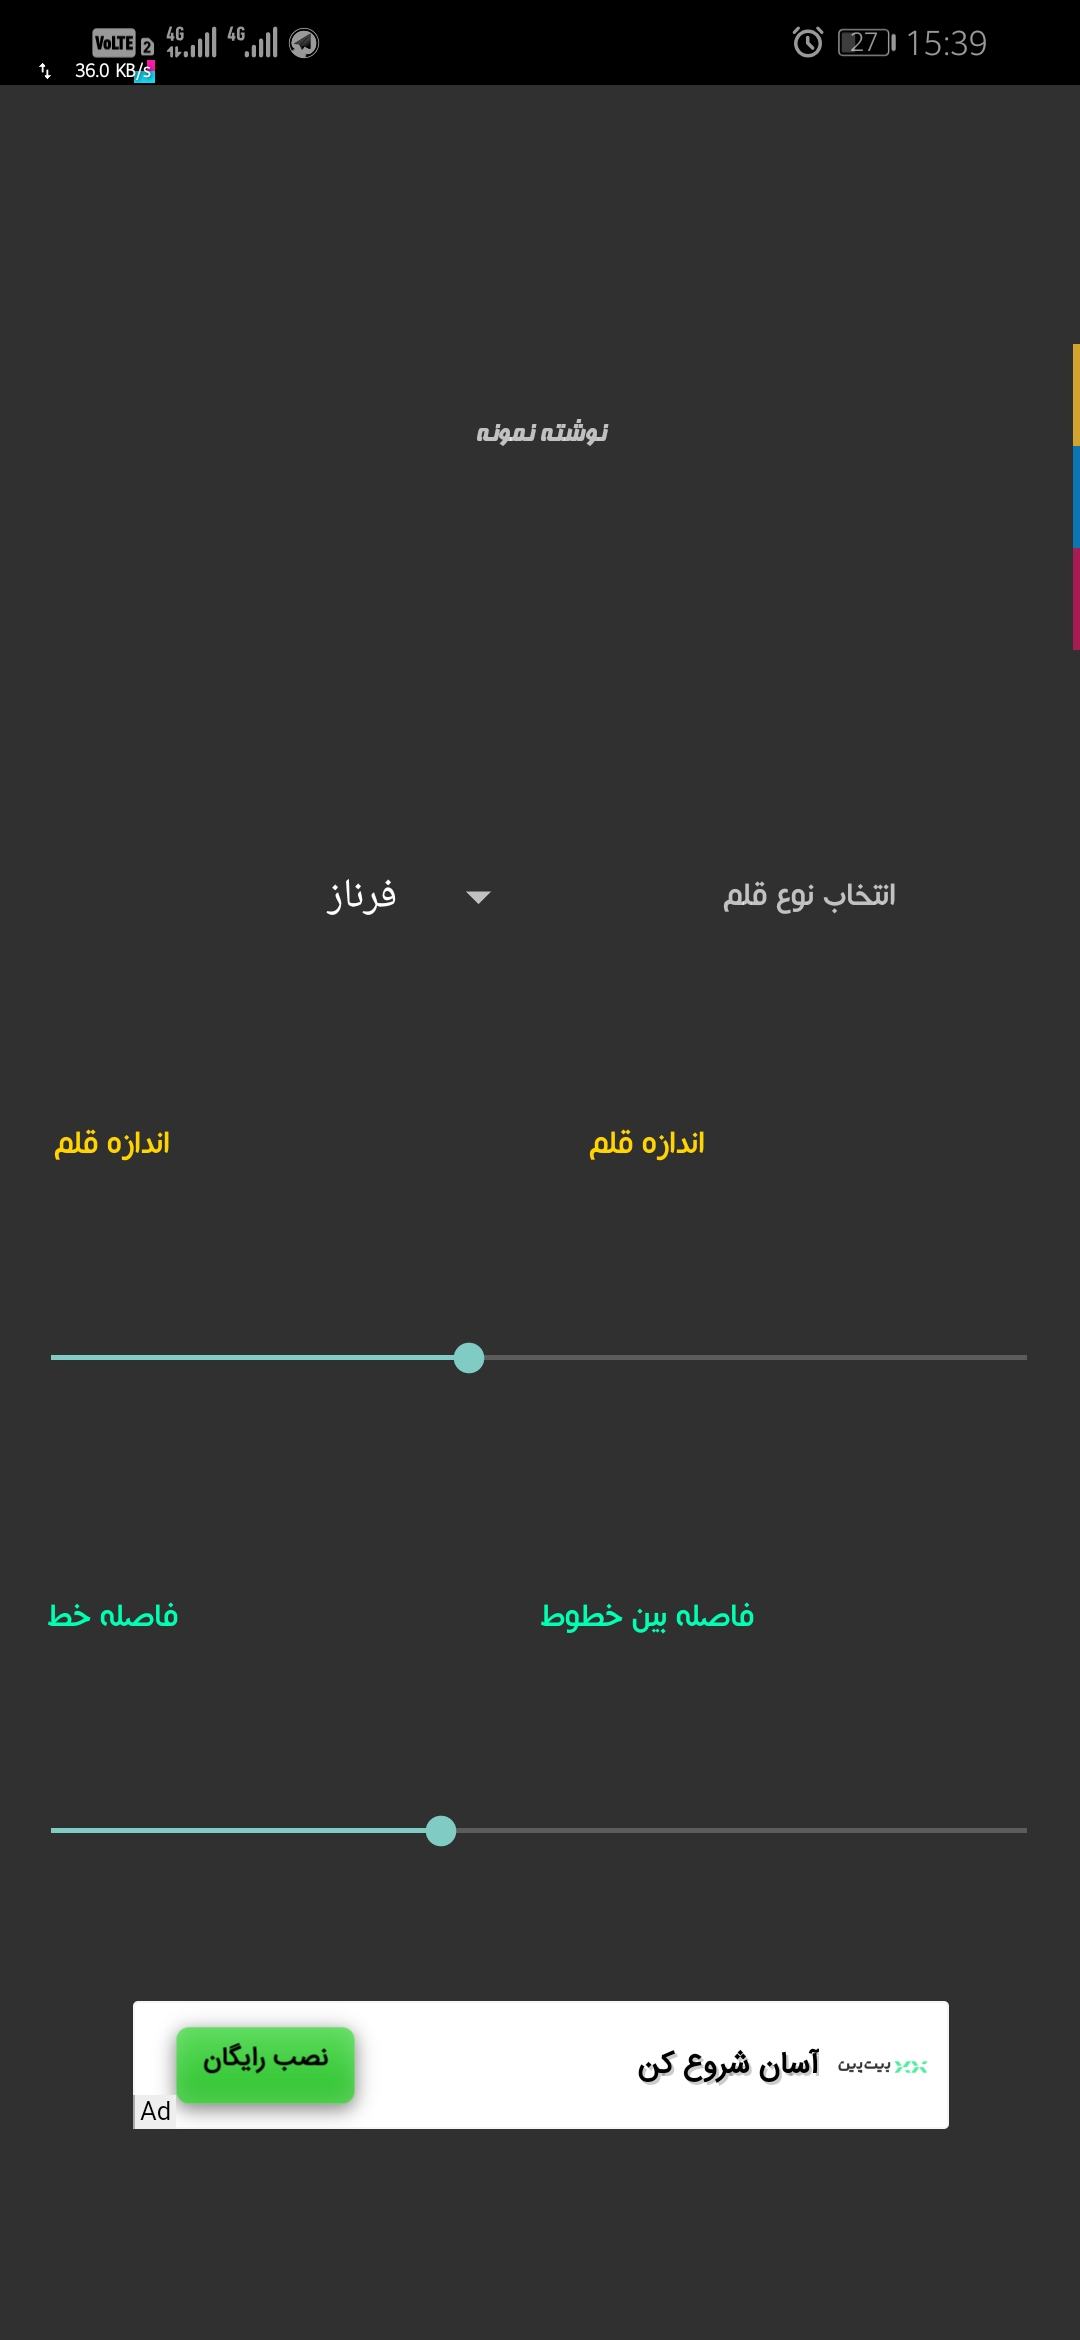 VoLTE 2 4G 4G 27 15:39
36.0 KB/s
نوشته نمونه
انتخاب نوع قلم فرناز
اندازه قلم اندازه قلم
فاصله بین خطوط فاصله خط
بیت‌پین آسان شروع کن نصب رایگان
Ad